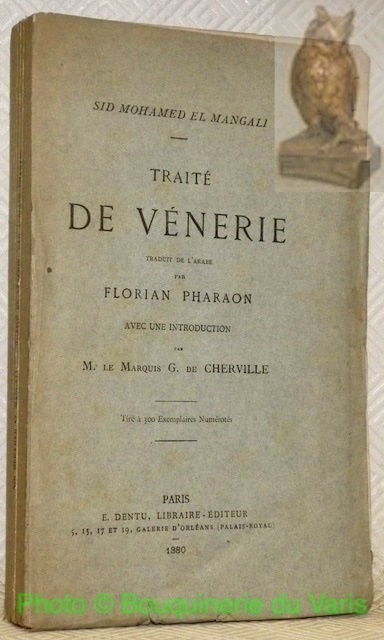 SID MOHAMED EL MANGALI
TRAITÉ
DE VÉNERIE
TRADUIT DE L'ARABE
PAR
FLORIAN PHARAON
AVEC UNE INTRODUCTION
PAR
M. LE MARQUIS G. DE CHERVILLE
Tiré à 300 Exemplaires Numérotés
PARIS
E. DENTU, LIBRAIRE-ÉDITEUR
5, 15, 17 ET 19, GALERIE D'ORLÉANS (PALAIS-ROYAL)
1880
Photo © Bouquinerie du Varis